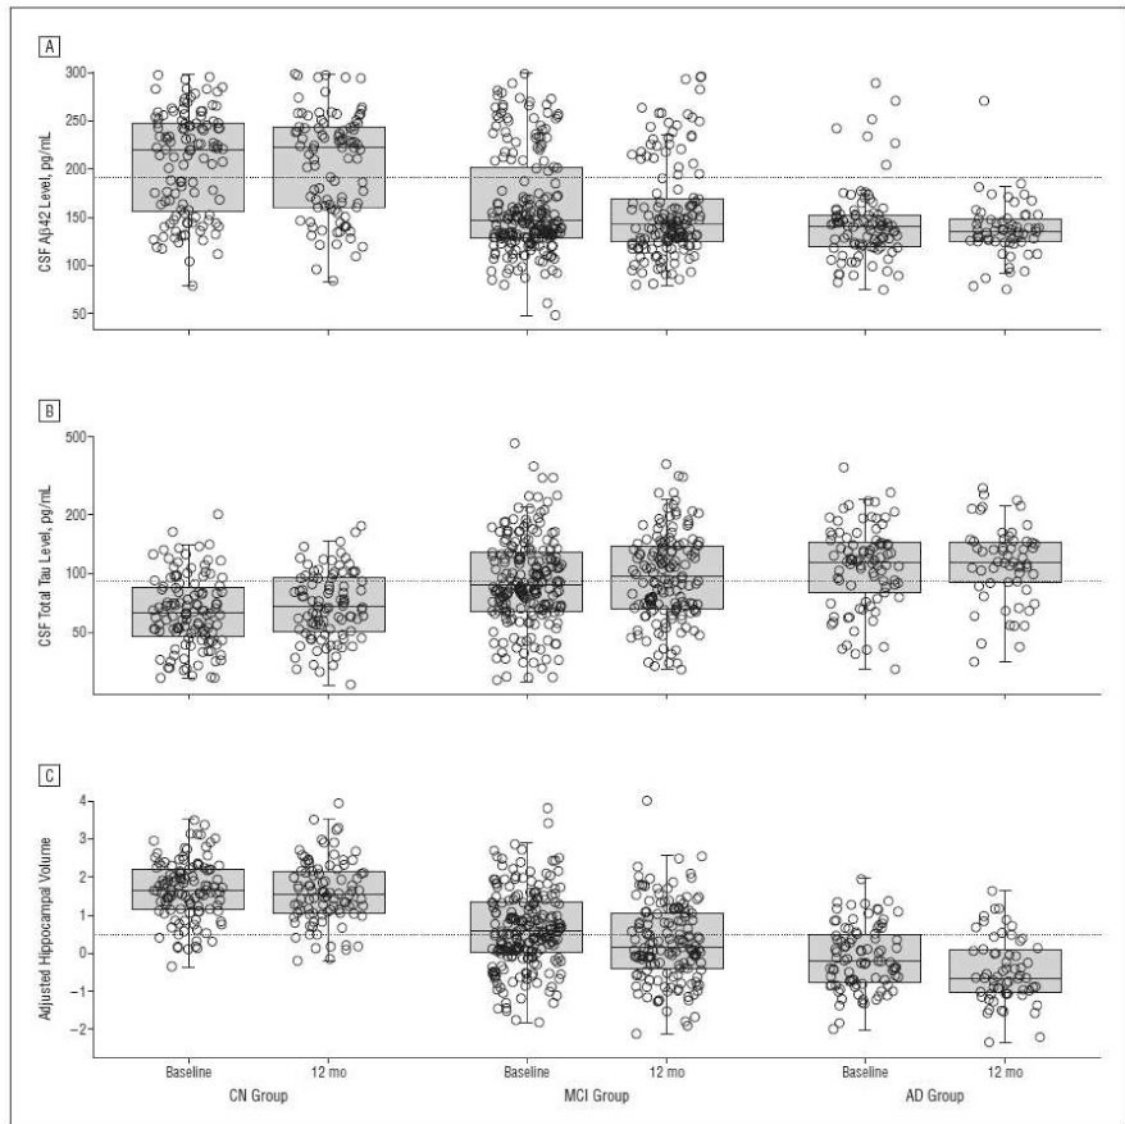 A
300
250
200
150
100
50
CSF Aβ42 Level, pg/mL
B
500
200
100
50
CSF Total Tau Level, pg/mL
C
4
3
2
1
0
−1
−2
Adjusted Hippocampal Volume
Baseline 12 mo Baseline 12 mo Baseline 12 mo
CN Group MCI Group AD Group